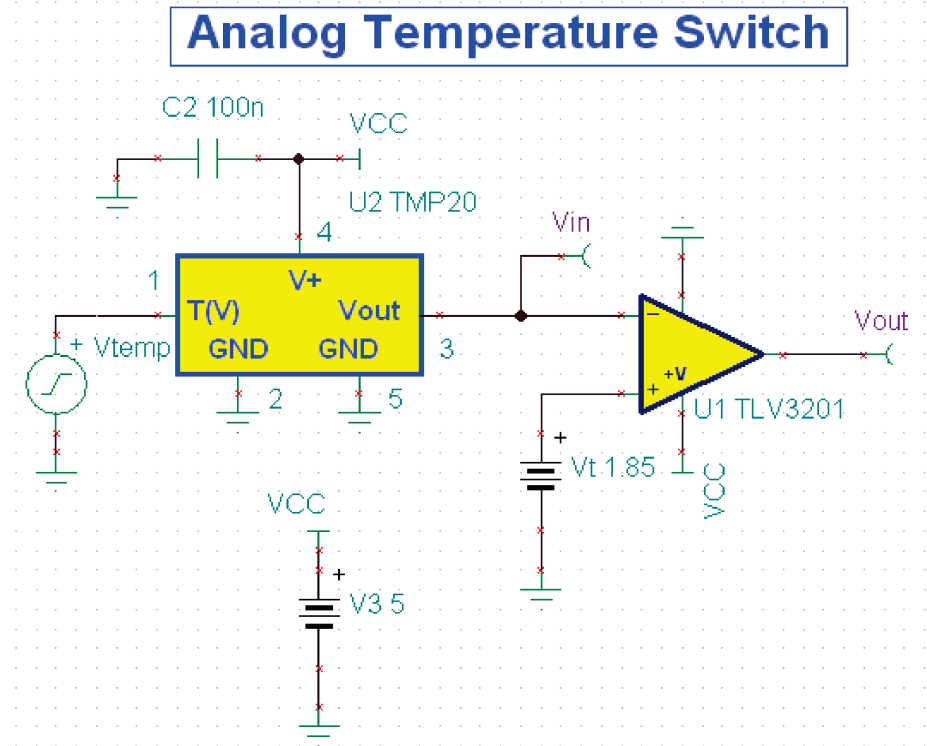 Analog Temperature Switch
C2 100n
VCC
U2 TMP20
4
Vin
1
V+
T(V)
Vout
Vout
+ Vtemp
GND
GND
3
−
+V
+
2
5
U1 TLV3201
+
Vt 1.85
VCC
VCC
+
V3 5